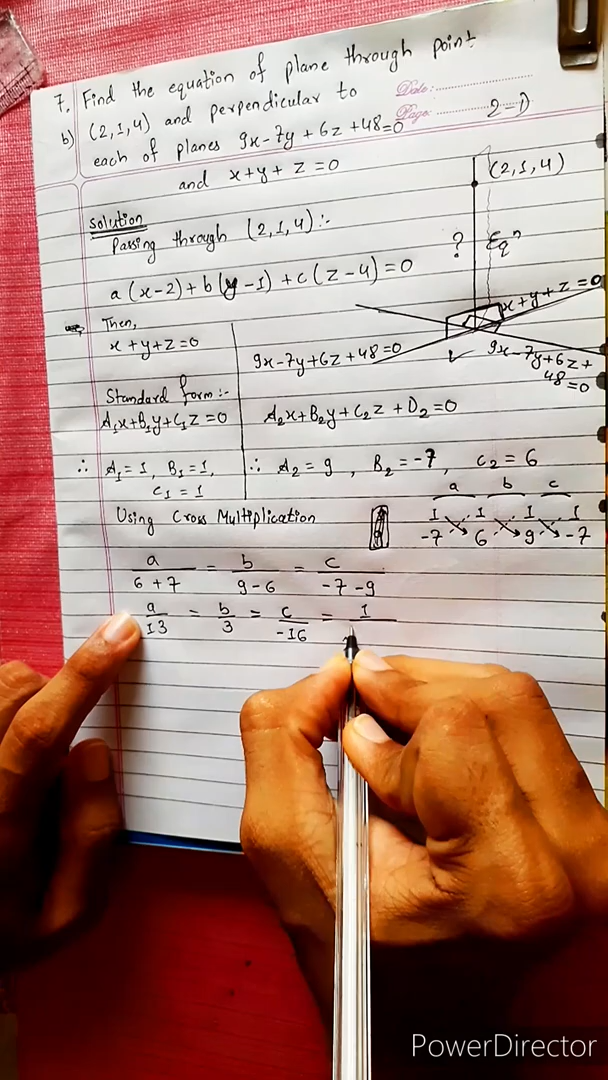 7. Find the equation of plane through point
b) (2,1,4) and perpendicular to
Date:
each of planes 9x-7y+6z+48=0
Page:
2-D
and x+y+z=0
(2,1,4)
Solution
Passing through (2,1,4):-
? Eqⁿ
a(x-2)+b(y-1)+c(z-4)=0
x+y+z=0
Then,
x+y+z=0
9x-7y+6z+48=0
9x-7y+6z+
48=0
Standard form:-
A₁x+B₁y+C₁z=0
A₂x+B₂y+C₂z+D₂=0
∴ A₁=1, B₁=1,
C₁=1
∴ A₂=9, B₂=-7, C₂=6
a b c
Using Cross Multiplication
1 1 1 1
-7 6 9 -7
a/6+7 = b/9-6 = c/-7-9
a/13 = b/3 = c/-16 = 1
PowerDirector